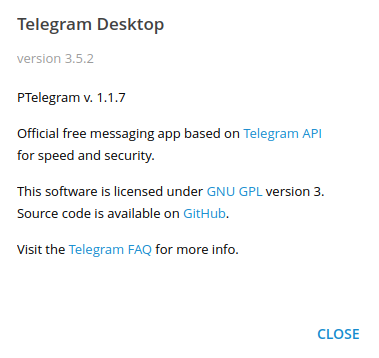 Telegram Desktop
version 3.5.2
PTelegram v. 1.1.7
Official free messaging app based on Telegram API
for speed and security.
This software is licensed under GNU GPL version 3.
Source code is available on GitHub.
Visit the Telegram FAQ for more info.
CLOSE